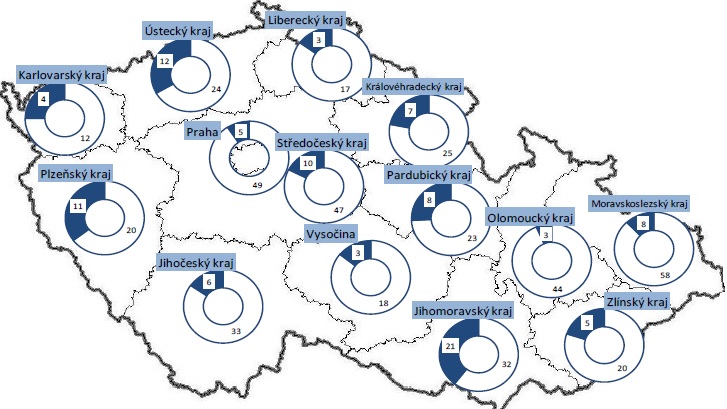 Liberecký kraj
3
17
Ústecký kraj
12
24
Karlovarský kraj
4
12
Královéhradecký kraj
7
25
Praha
5
49
Středočeský kraj
10
47
Plzeňský kraj
11
20
Pardubický kraj
8
23
Olomoucký kraj
3
44
Moravskoslezský kraj
8
58
Vysočina
3
18
Jihočeský kraj
6
33
Jihomoravský kraj
21
32
Zlínský kraj
5
20